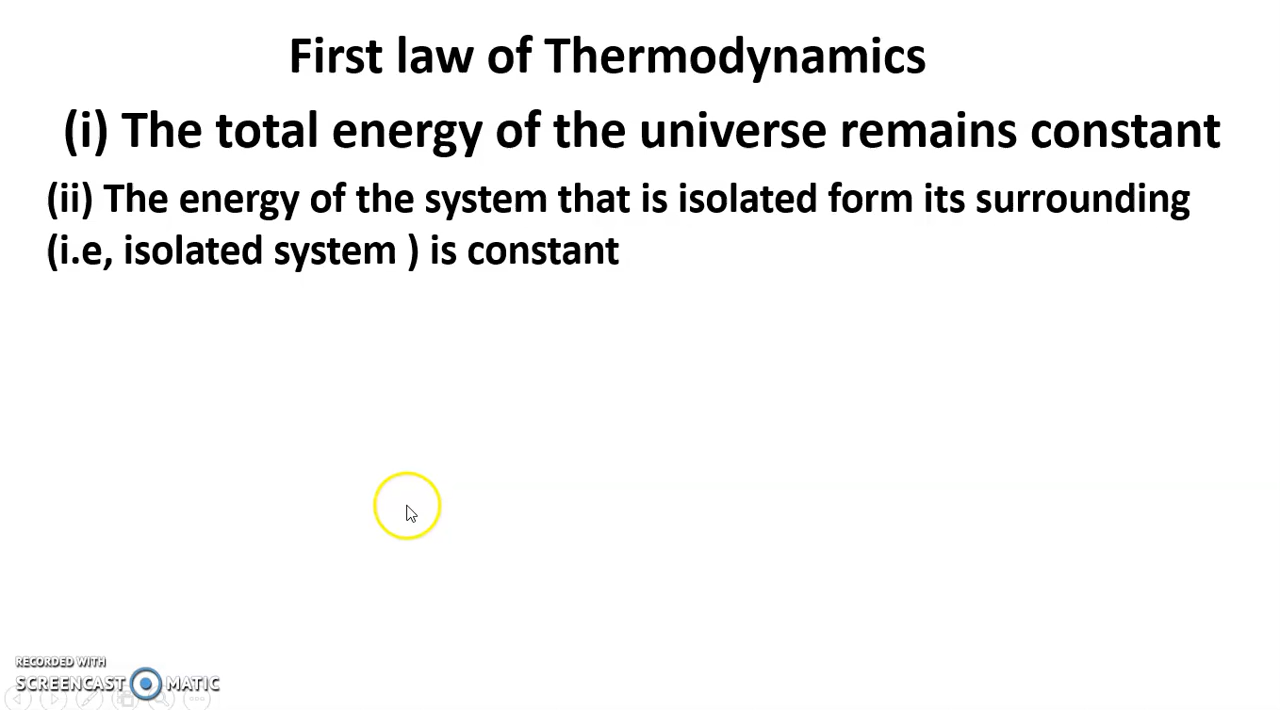 First law of Thermodynamics
(i) The total energy of the universe remains constant
(ii) The energy of the system that is isolated form its surrounding
(i.e, isolated system ) is constant
RECORDED WITH
SCREENCAST MATIC